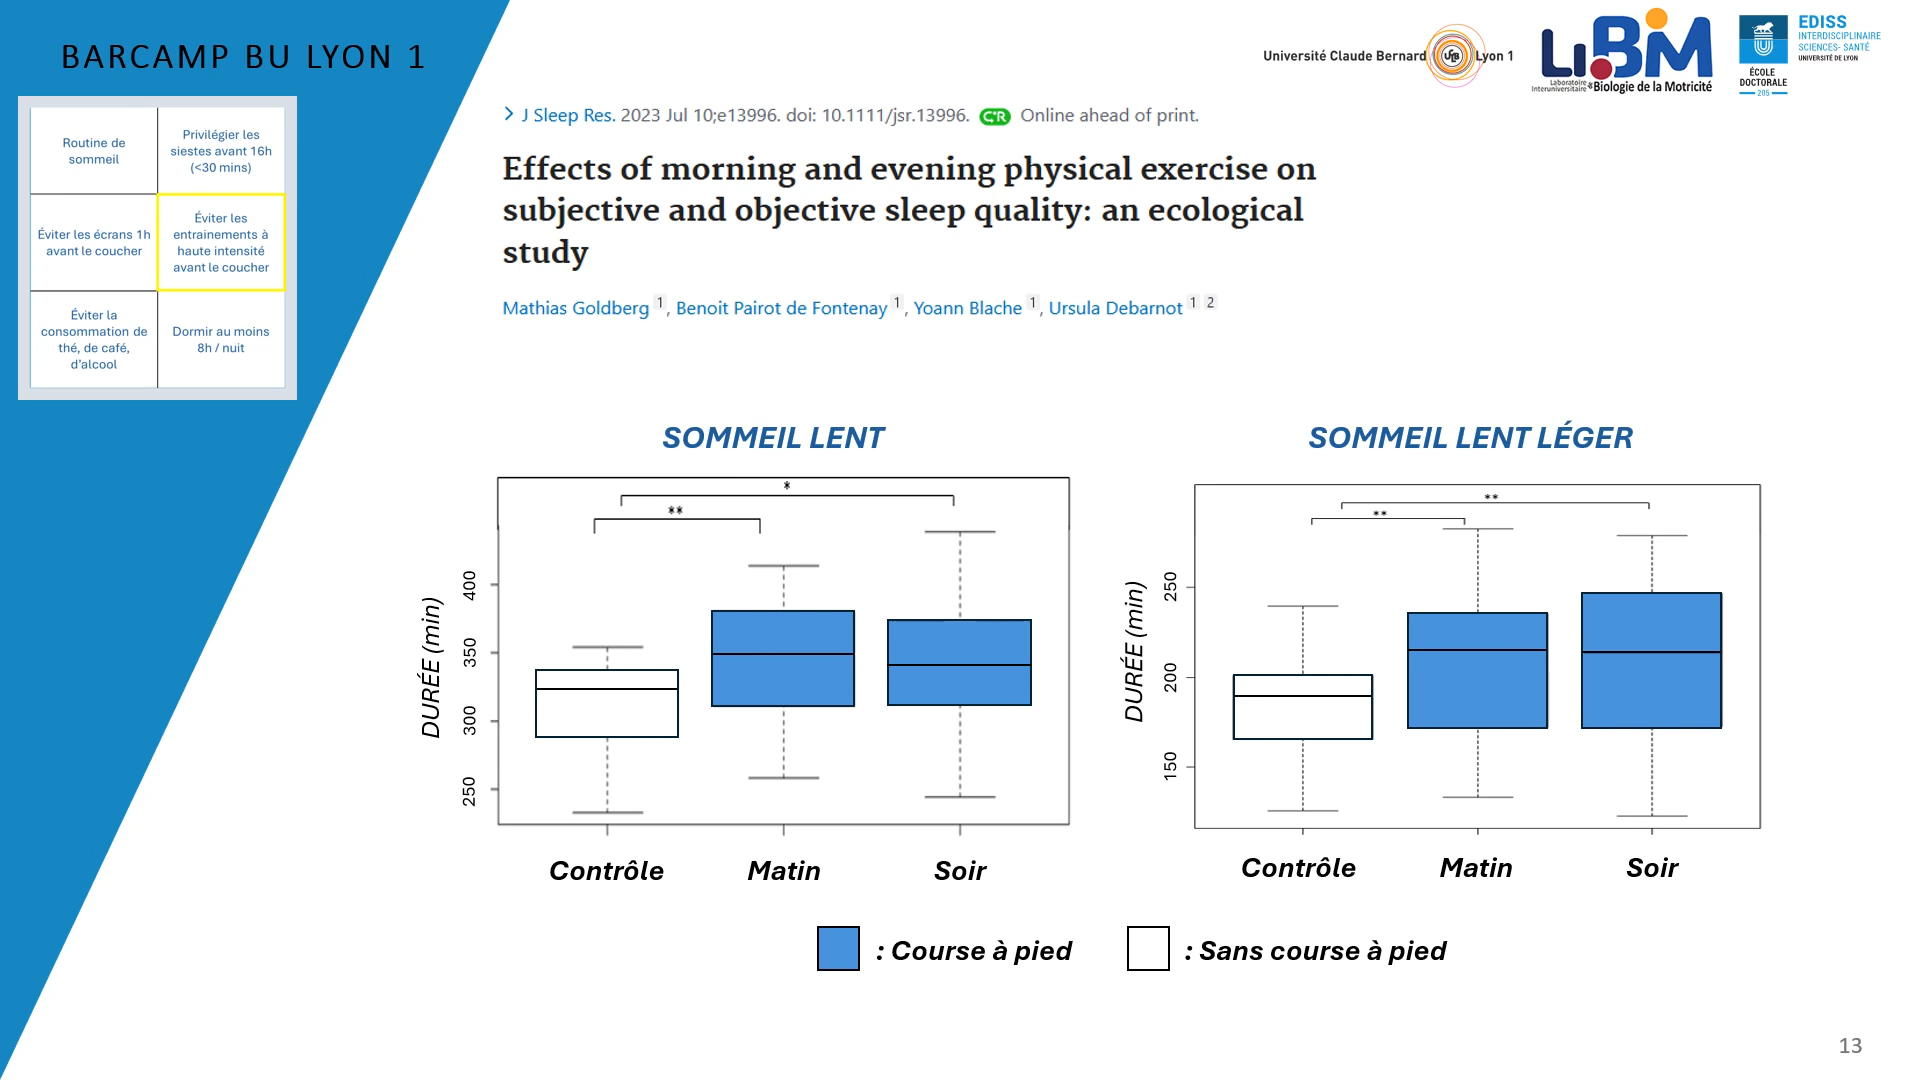 BARCAMP BU LYON 1
Routine de
sommeil
Privilégier les
siestes avant 16h
(<30 mins)
Éviter les écrans 1h
avant le coucher
Éviter les
entrainements à
haute intensité
avant le coucher
Éviter la
consommation de
thé, de café,
d'alcool
Dormir au moins
8h / nuit
Université Claude Bernard Lyon 1
LIBM
Laboratoire
Interuniversitaire de Biologie de la Motricité
EDISS
INTERDISCIPLINAIRE
SCIENCES- SANTÉ
UNIVERSITÉ DE LYON
ÉCOLE
DOCTORALE
205
> J Sleep Res. 2023 Jul 10;e13996. doi: 10.1111/jsr.13996. Online ahead of print.
Effects of morning and evening physical exercise on
subjective and objective sleep quality: an ecological
study
Mathias Goldberg 1, Benoit Pairot de Fontenay 1, Yoann Blache 1, Ursula Debarnot 1 2
SOMMEIL LENT
*
**
DURÉE (min)
400
350
300
250
Contrôle Matin Soir
SOMMEIL LENT LÉGER
**
**
DURÉE (min)
250
200
150
Contrôle Matin Soir
: Course à pied : Sans course à pied
13